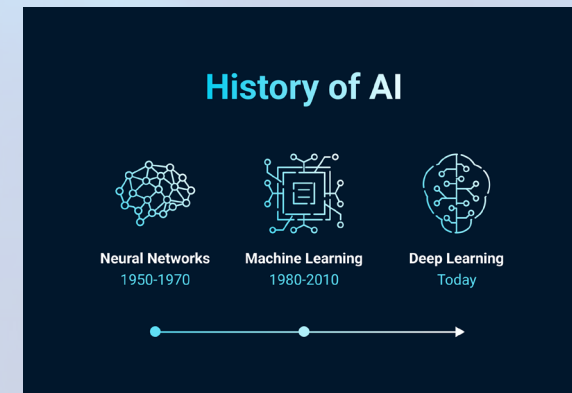 History of AI
Neural Networks
1950-1970
Machine Learning
1980-2010
Deep Learning
Today